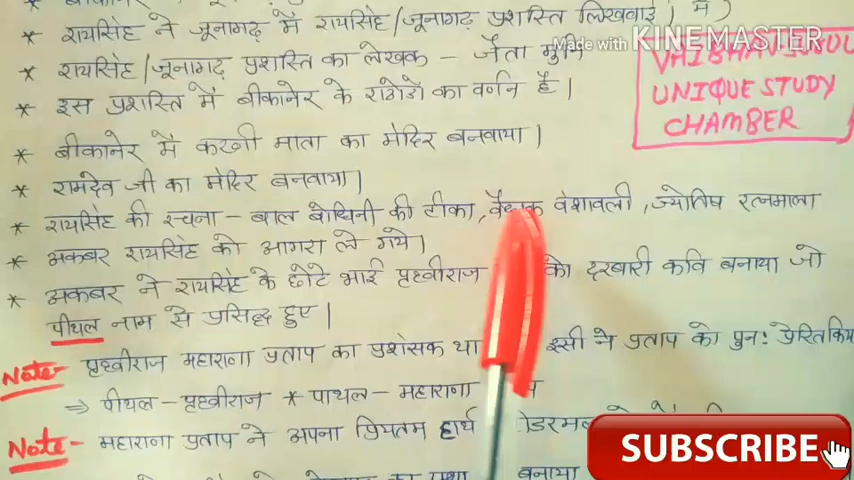 * रायसिंह ने जूनागढ़ में रायसिंह/जूनागढ़ प्रशस्ति लिखवाई।
* रायसिंह/जूनागढ़ प्रशस्ति का लेखक - जैता मुनि
Made with KINEMASTER
* इस प्रशस्ति में बीकानेर के राठौडों का वर्णन है।
VAIBHAV
UNIQUE STUDY
CHAMBER
* बीकानेर में करणी माता का मंदिर बनवाया।
* रामदेव जी का मंदिर बनवाया।
* रायसिंह की रचना - बाल बोधिनी की टीका, वैद्यक वंशावली, ज्योतिष रत्नमाला
* अकबर रायसिंह को आगरा ले गये।
* अकबर ने रायसिंह के छोटे भाई पृथ्वीराज को दरबारी कवि बनाया जो
पीथल नाम से प्रसिद्ध हुए।
Note- पृथ्वीराज महाराणा प्रताप का प्रशंसक था इसी ने प्रताप को पुनः प्रेरित किय
⇒ पीथल - पृथ्वीराज * पाथल - महाराणा
Note- महाराणा प्रताप ने अपना प्रियतम हाथी
बनाया
SUBSCRIBE